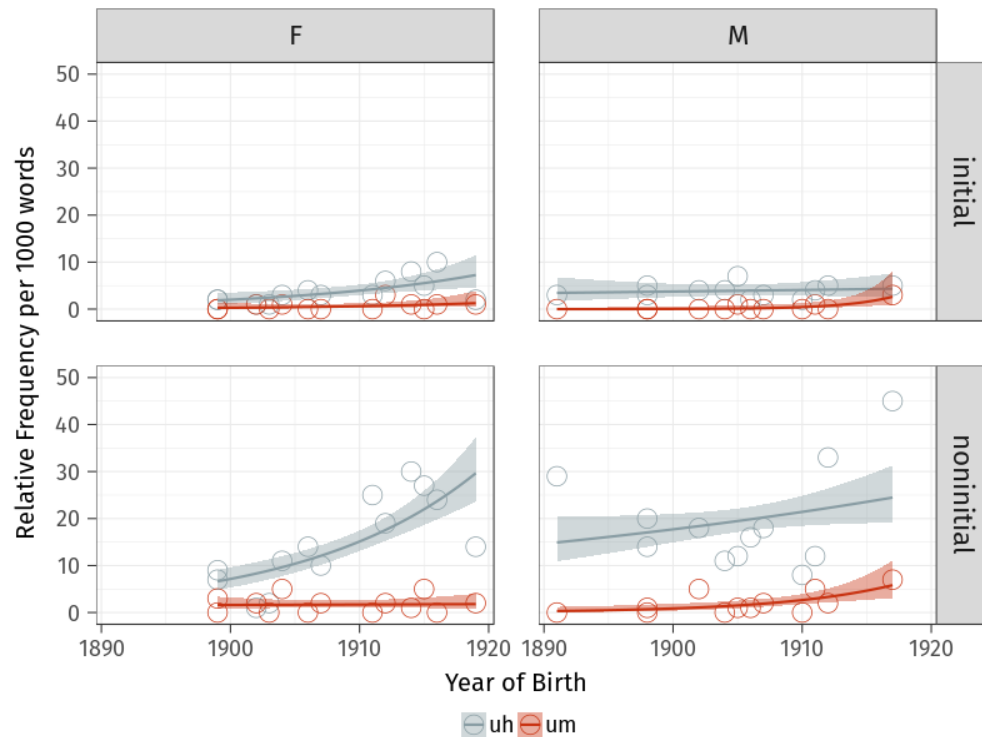 F M
50
40
30
20
10
0
initial
50
40
30
20
10
0
noninitial
Relative Frequency per 1000 words
1890 1900 1910 1920 1890 1900 1910 1920
Year of Birth
uh um